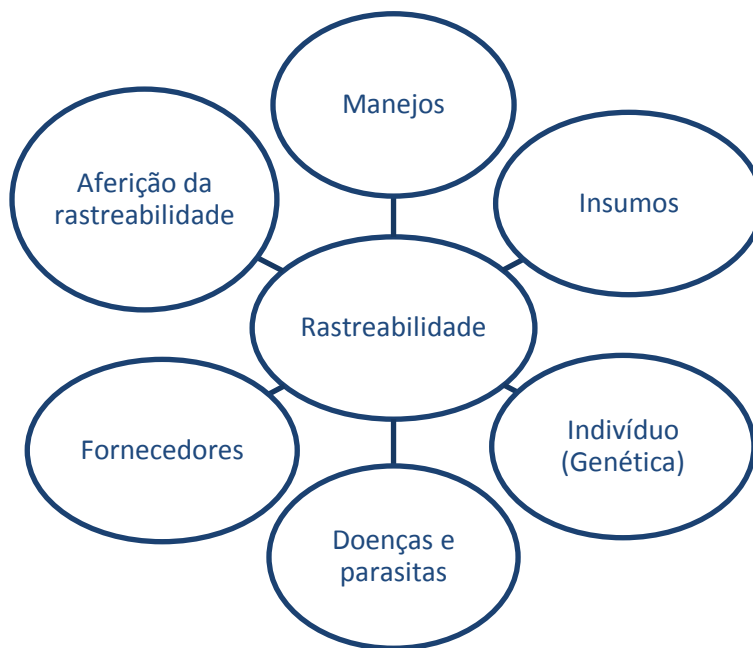 Manejos
Aferição da
rastreabilidade
Insumos
Rastreabilidade
Fornecedores
Indivíduo
(Genética)
Doenças e
parasitas